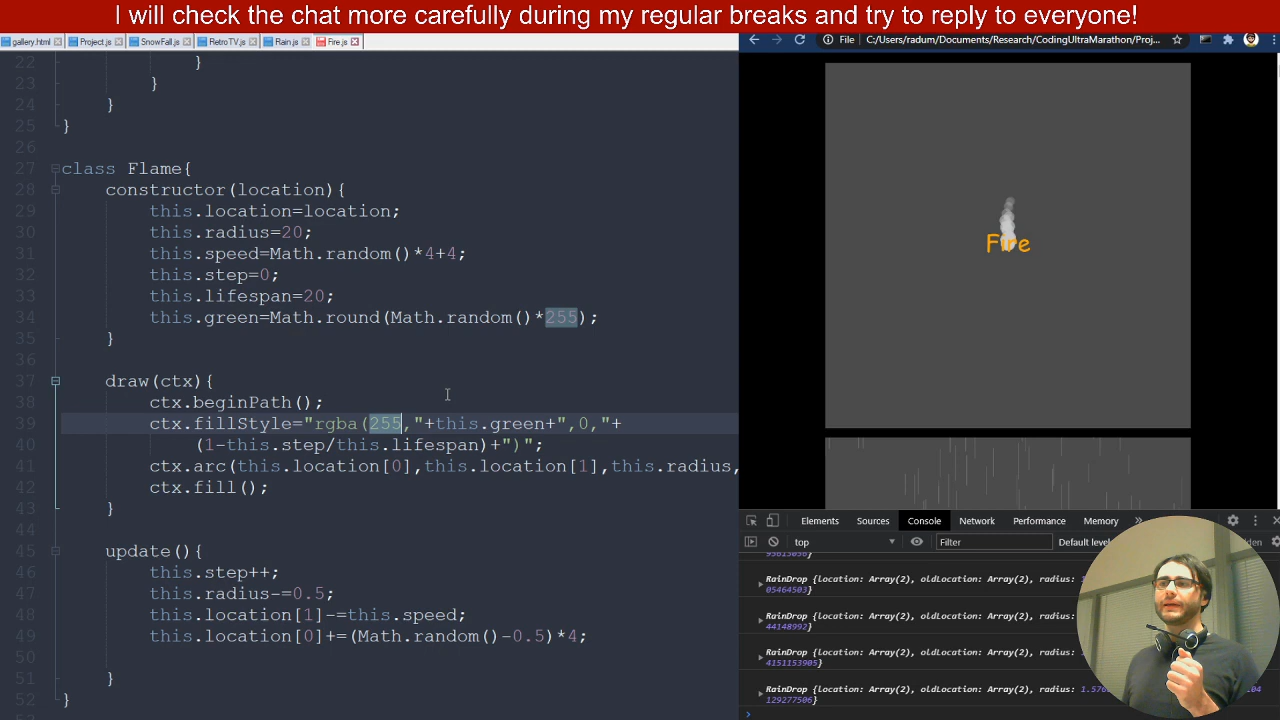 I will check the chat more carefully during my regular breaks and try to reply to everyone!
gallery.html Project.js SnowFall.js RetroTV.js Rain.js Fire.js
File C:/Users/radum/Documents/Research/CodingUltraMarathon/Proj...
22 }
23 }
24 }
25 }
26
27 class Flame{
28 constructor(location){
29 this.location=location;
30 this.radius=20;
31 this.speed=Math.random()*4+4;
32 this.step=0;
33 this.lifespan=20;
34 this.green=Math.round(Math.random()*255);
35 }
36
37 draw(ctx){
38 ctx.beginPath();
39 ctx.fillStyle="rgba(255,"+this.green+",0,"+
40 (1-this.step/this.lifespan)+")";
41 ctx.arc(this.location[0],this.location[1],this.radius,
42 ctx.fill();
43 }
44
45 update(){
46 this.step++;
47 this.radius-=0.5;
48 this.location[1]-=this.speed;
49 this.location[0]+=(Math.random()-0.5)*4;
50
51 }
52 }
Fire
Elements Sources Console Network Performance Memory »
top Filter Default level
RainDrop {location: Array(2), oldLocation: Array(2), radius: 1
05464503}
RainDrop {location: Array(2), oldLocation: Array(2), radius:
44148992}
RainDrop {location: Array(2), oldLocation: Array(2), radius:
4151153905}
RainDrop {location: Array(2), oldLocation: Array(2), radius: 1.576
129277506}